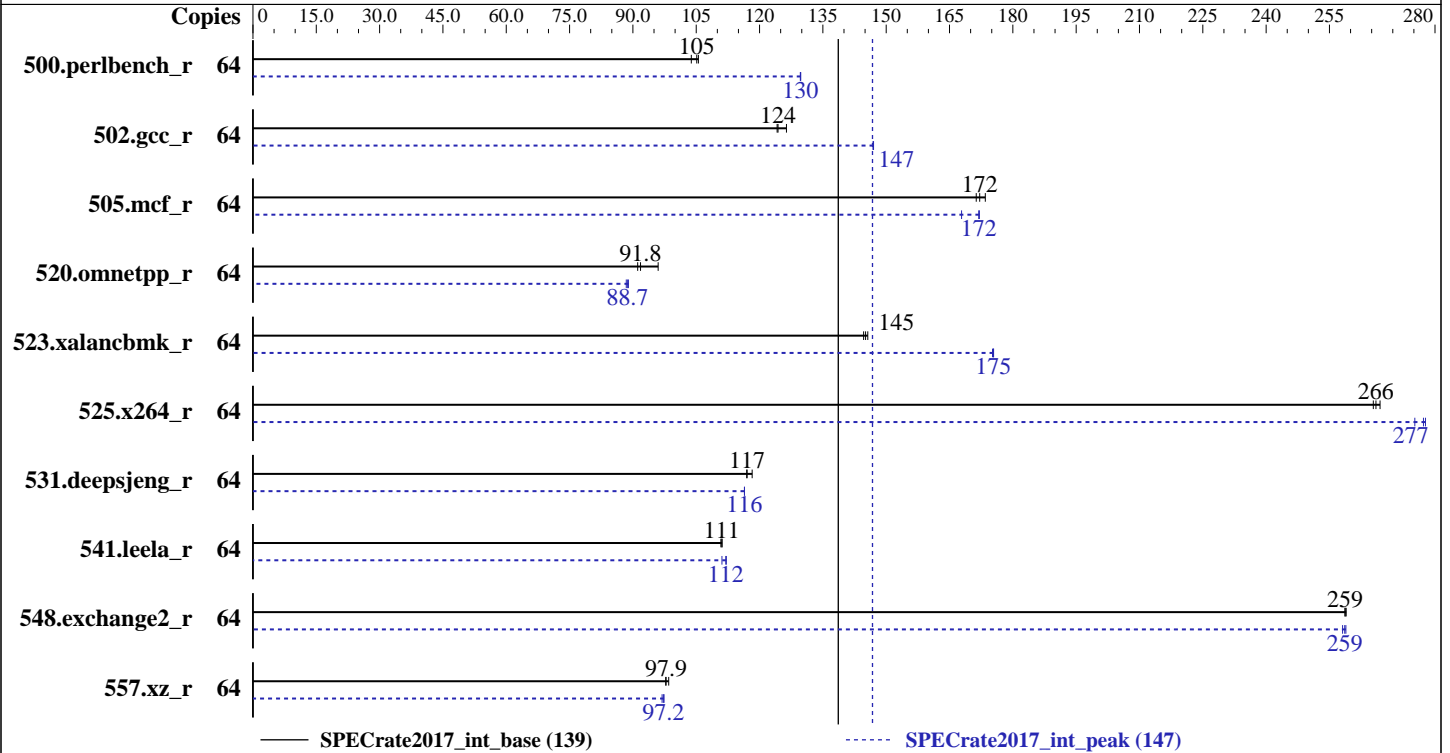 Copies 0 15.0 30.0 45.0 60.0 75.0 90.0 105 120 135 150 165 180 195 210 225 240 255 280
105
500.perlbench_r 64
130
124
502.gcc_r 64
147
172
505.mcf_r 64
172
91.8
520.omnetpp_r 64
88.7
145
523.xalancbmk_r 64
175
266
525.x264_r 64
277
117
531.deepsjeng_r 64
116
111
541.leela_r 64
112
259
548.exchange2_r 64
259
97.9
557.xz_r 64
97.2
SPECrate2017_int_base (139) SPECrate2017_int_peak (147)